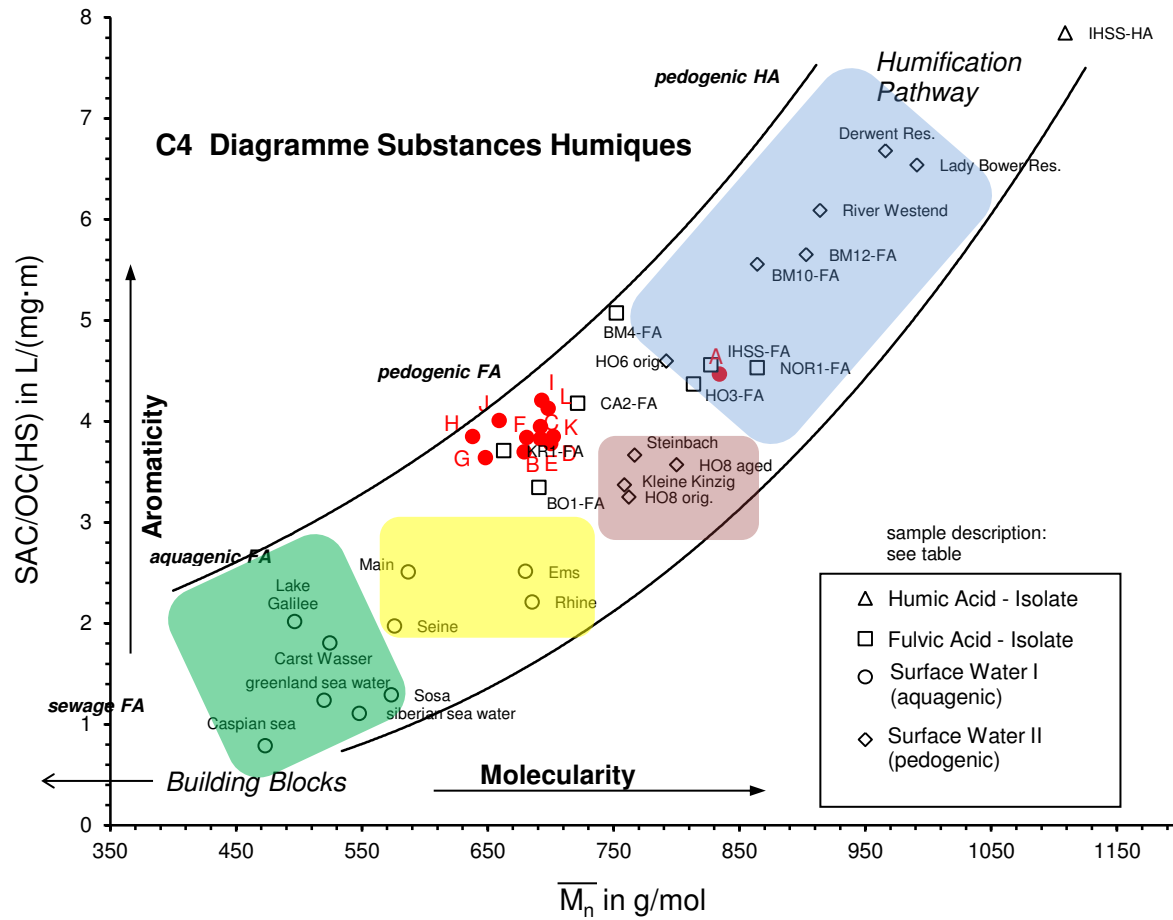 8
7
6
5
4
3
2
1
0
350
450
550
650
750
850
950
1050
1150
SAC/OC(HS) in L/(mg·m)
Aromaticity
Mn in g/mol
Molecularity
C4 Diagramme Substances Humiques
IHSS-HA
Humification
Pathway
pedogenic HA
Derwent Res.
Lady Bower Res.
River Westend
BM12-FA
BM10-FA
BM4-FA
HO6 orig.
A
IHSS-FA
NOR1-FA
HO3-FA
pedogenic FA
CA2-FA
I
L
J
H
F
C
K
G
KR1-FA
B
E
D
BO1-FA
Steinbach
HO8 aged
Kleine Kinzig
HO8 orig.
aquagenic FA
Main
Ems
Rhine
Seine
Lake
Galilee
Carst Wasser
greenland sea water
Sosa
siberian sea water
Caspian sea
sewage FA
Building Blocks
sample description:
see table
Humic Acid - Isolate
Fulvic Acid - Isolate
Surface Water I
(aquagenic)
Surface Water II
(pedogenic)